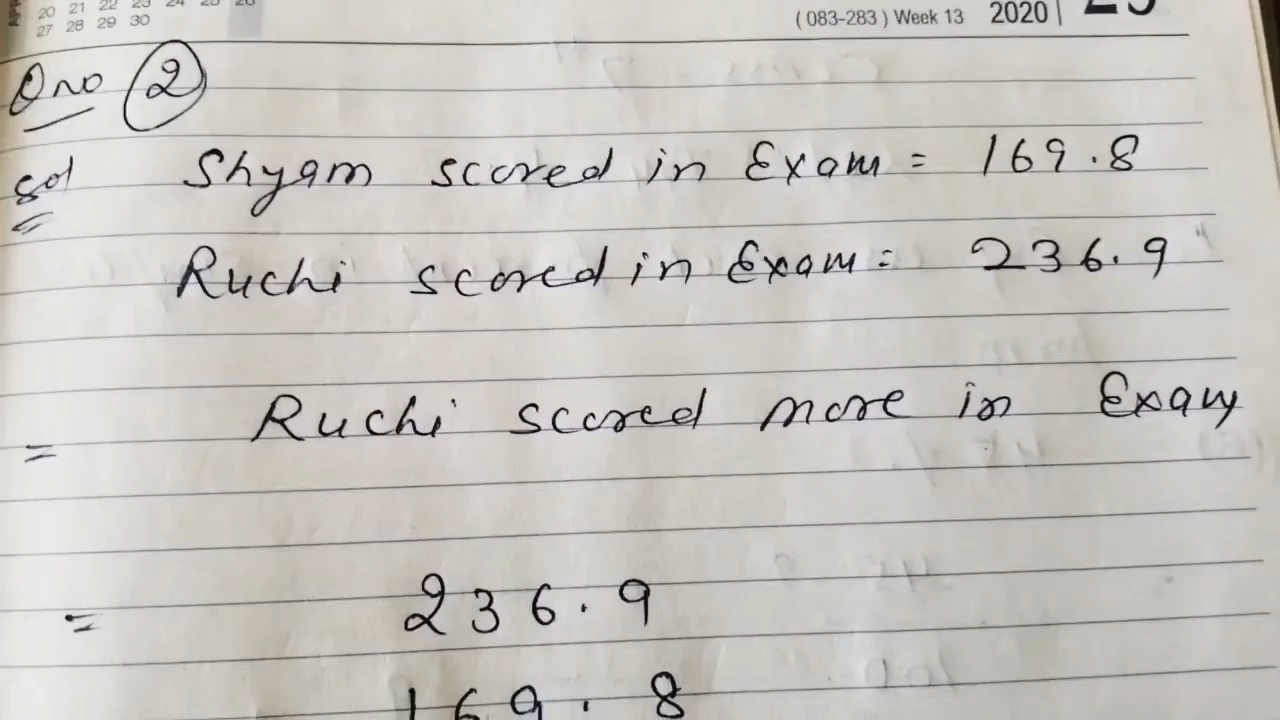 20 21 22 23 24 25 26
27 28 29 30
( 083-283 ) Week 13 2020
Q no 2
Sol Shyam scored in Exam = 169.8
Ruchi scored in Exam = 236.9
= Ruchi scored more in Exam
= 236.9
169.8